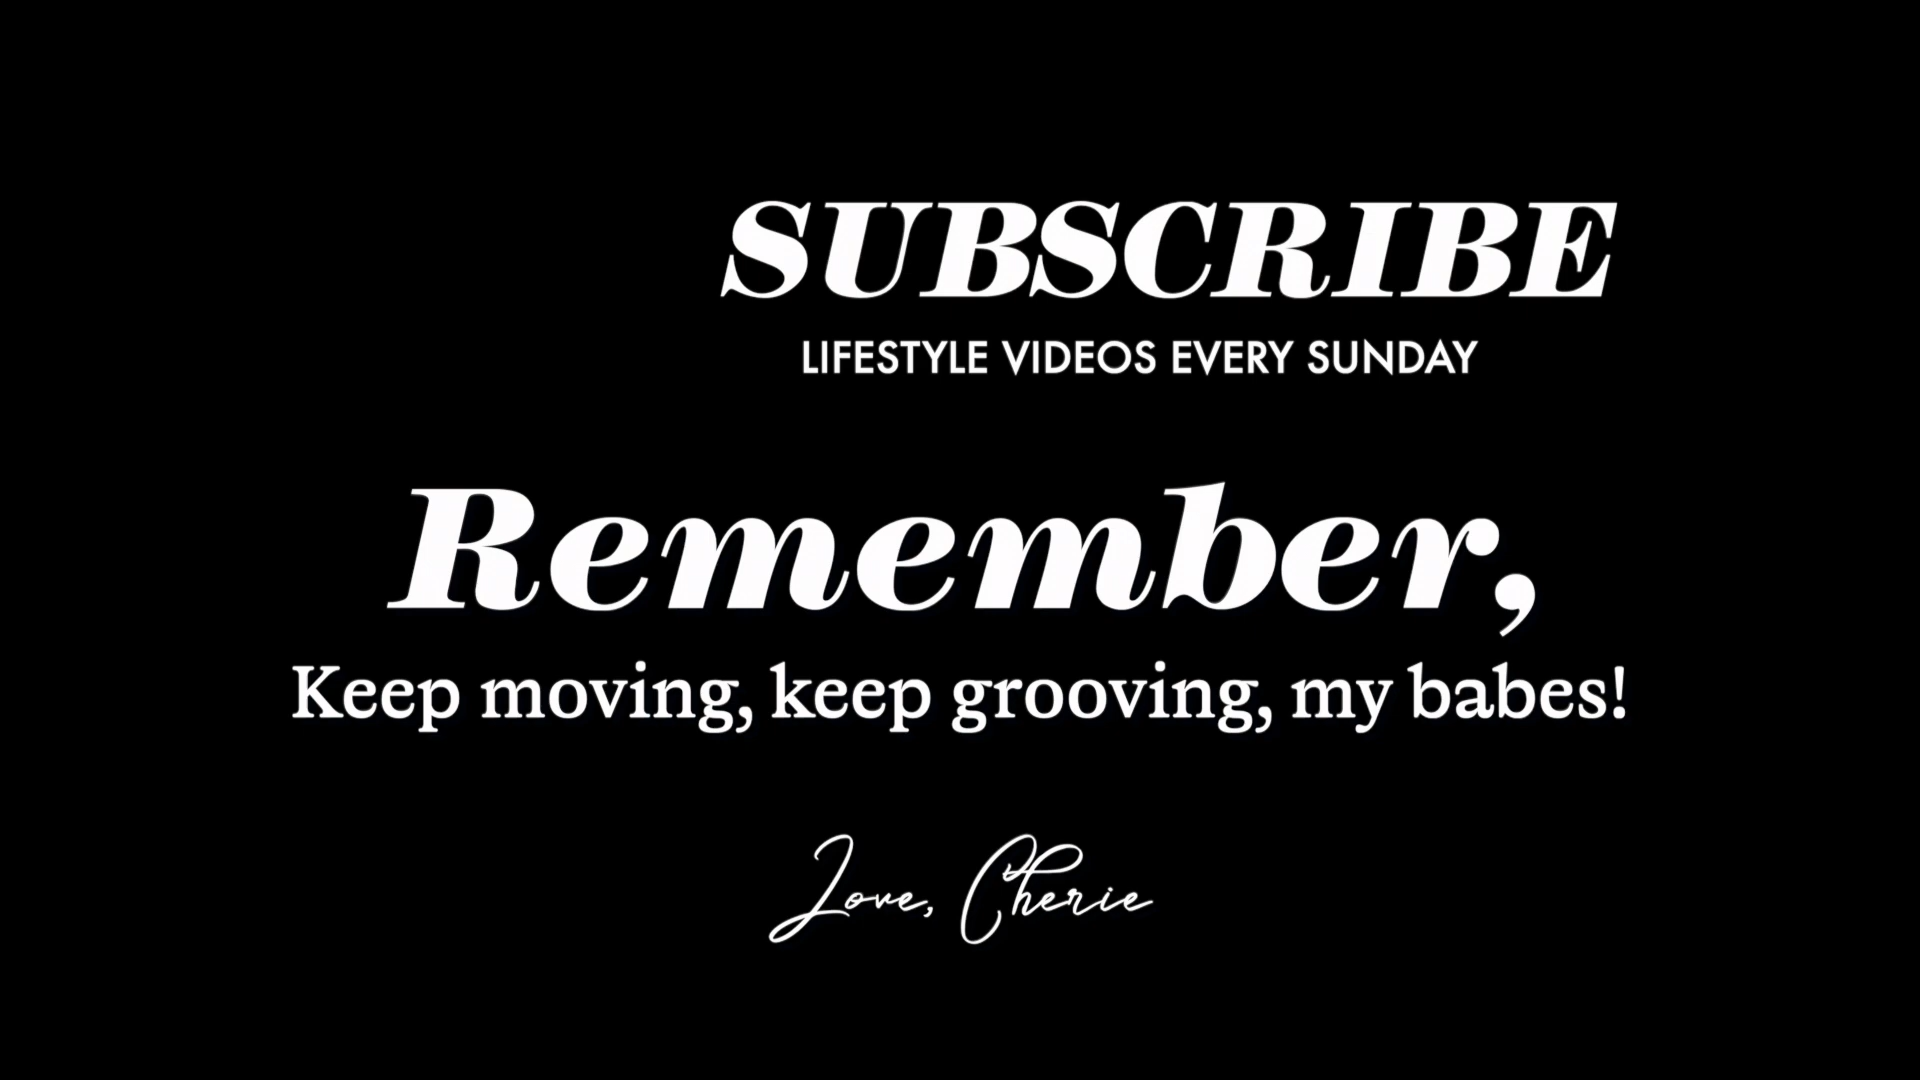 SUBSCRIBE
LIFESTYLE VIDEOS EVERY SUNDAY
Remember,
Keep moving, keep grooving, my babes!
Love, Cherie